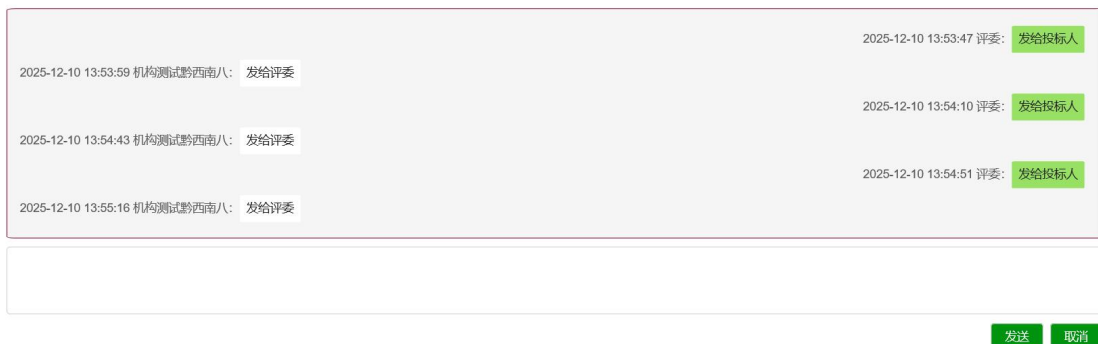 2025-12-10 13:53:47 评委： 发给投标人
2025-12-10 13:53:59 机构测试黔西南八： 发给评委
2025-12-10 13:54:10 评委： 发给投标人
2025-12-10 13:54:43 机构测试黔西南八： 发给评委
2025-12-10 13:54:51 评委： 发给投标人
2025-12-10 13:55:16 机构测试黔西南八： 发给评委
发送 取消